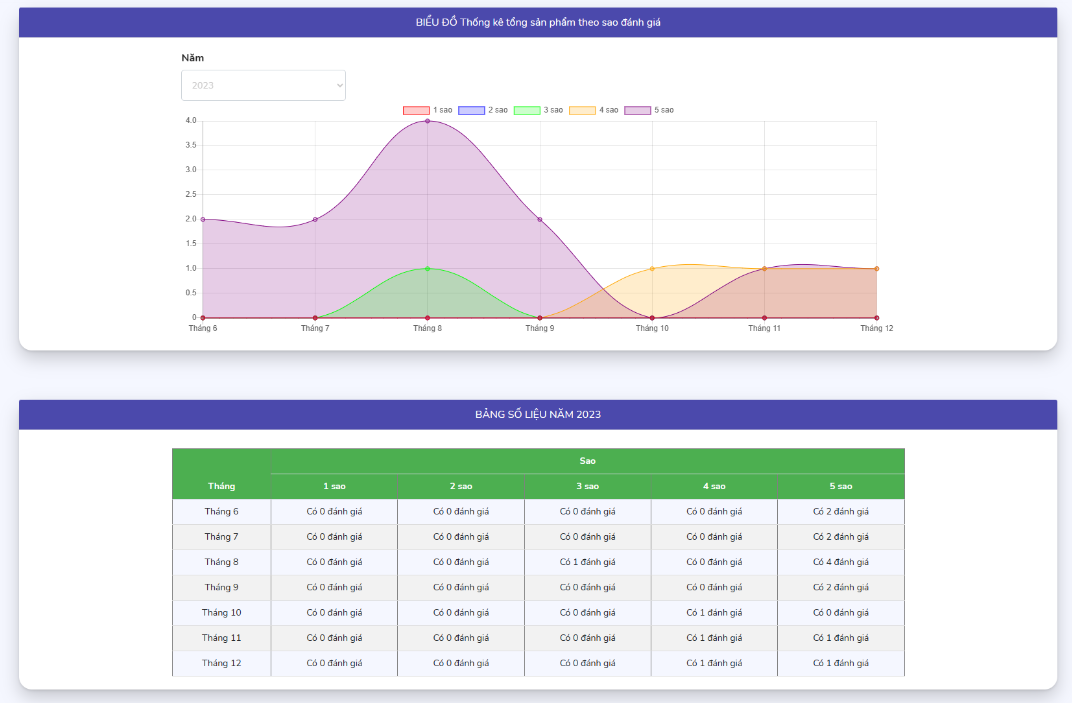 BIỂU ĐỒ Thống kê tổng sản phẩm theo sao đánh giá
Năm
2023
1 sao 2 sao 3 sao 4 sao 5 sao
4.0
3.5
3.0
2.5
2.0
1.5
1.0
0.5
0
Tháng 6 Tháng 7 Tháng 8 Tháng 9 Tháng 10 Tháng 11 Tháng 12
BẢNG SỐ LIỆU NĂM 2023
Sao
Tháng 1 sao 2 sao 3 sao 4 sao 5 sao
Tháng 6 Có 0 đánh giá Có 0 đánh giá Có 0 đánh giá Có 0 đánh giá Có 2 đánh giá
Tháng 7 Có 0 đánh giá Có 0 đánh giá Có 0 đánh giá Có 0 đánh giá Có 2 đánh giá
Tháng 8 Có 0 đánh giá Có 0 đánh giá Có 1 đánh giá Có 0 đánh giá Có 4 đánh giá
Tháng 9 Có 0 đánh giá Có 0 đánh giá Có 0 đánh giá Có 0 đánh giá Có 2 đánh giá
Tháng 10 Có 0 đánh giá Có 0 đánh giá Có 0 đánh giá Có 1 đánh giá Có 0 đánh giá
Tháng 11 Có 0 đánh giá Có 0 đánh giá Có 0 đánh giá Có 1 đánh giá Có 1 đánh giá
Tháng 12 Có 0 đánh giá Có 0 đánh giá Có 0 đánh giá Có 1 đánh giá Có 1 đánh giá